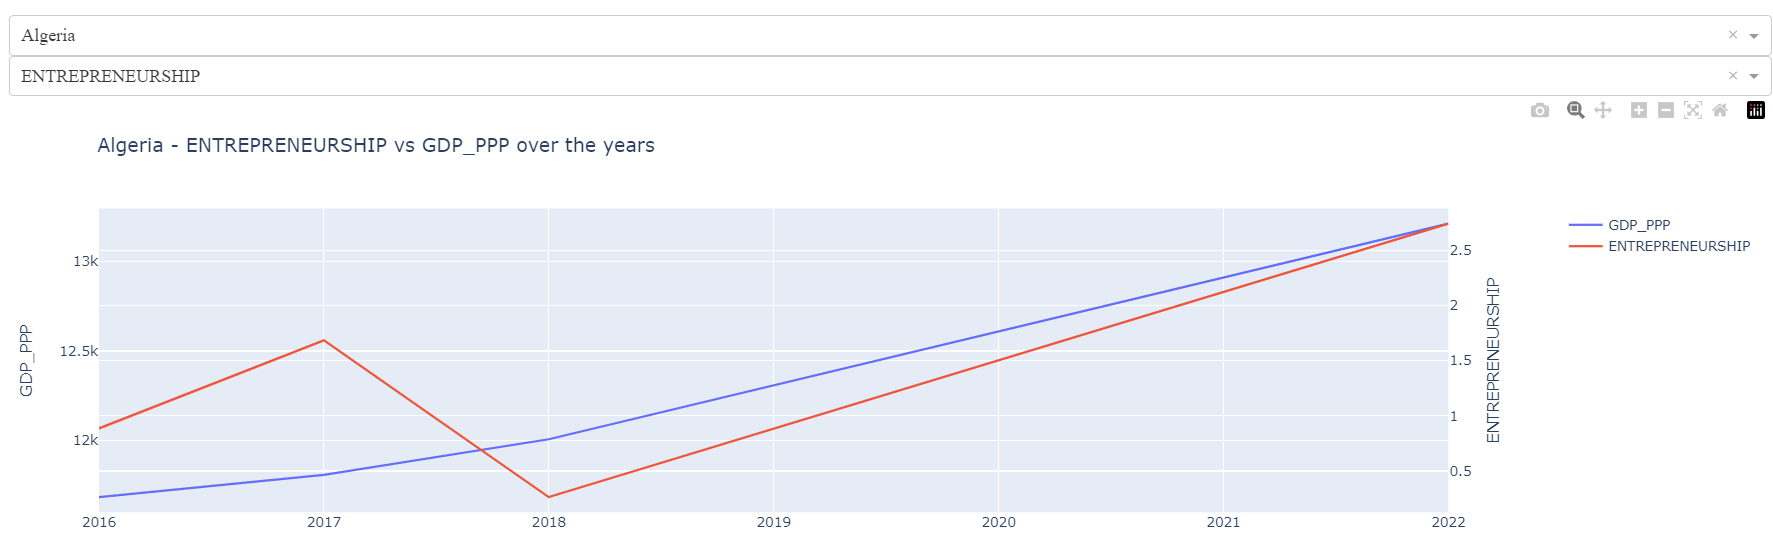 Algeria
ENTREPRENEURSHIP
Algeria - ENTREPRENEURSHIP vs GDP_PPP over the years
GDP_PPP
ENTREPRENEURSHIP
13k
12.5k
12k
GDP_PPP
2.5
2
1.5
1
0.5
ENTREPRENEURSHIP
2016 2017 2018 2019 2020 2021 2022